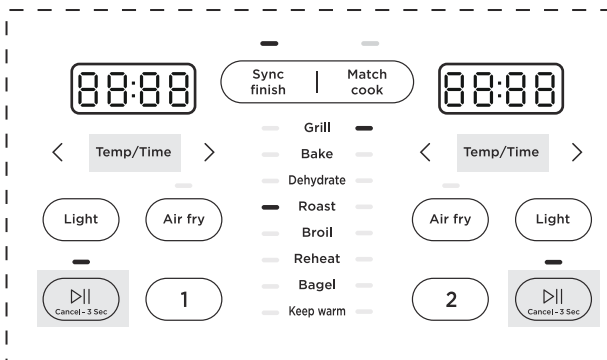 88:88
Sync finish
Match cook
88:88
Temp/Time
Temp/Time
Grill
Bake
Dehydrate
Roast
Broil
Reheat
Bagel
Keep warm
Light
Air fry
Air fry
Light
Cancel - 3 Sec
1
2
Cancel - 3 Sec